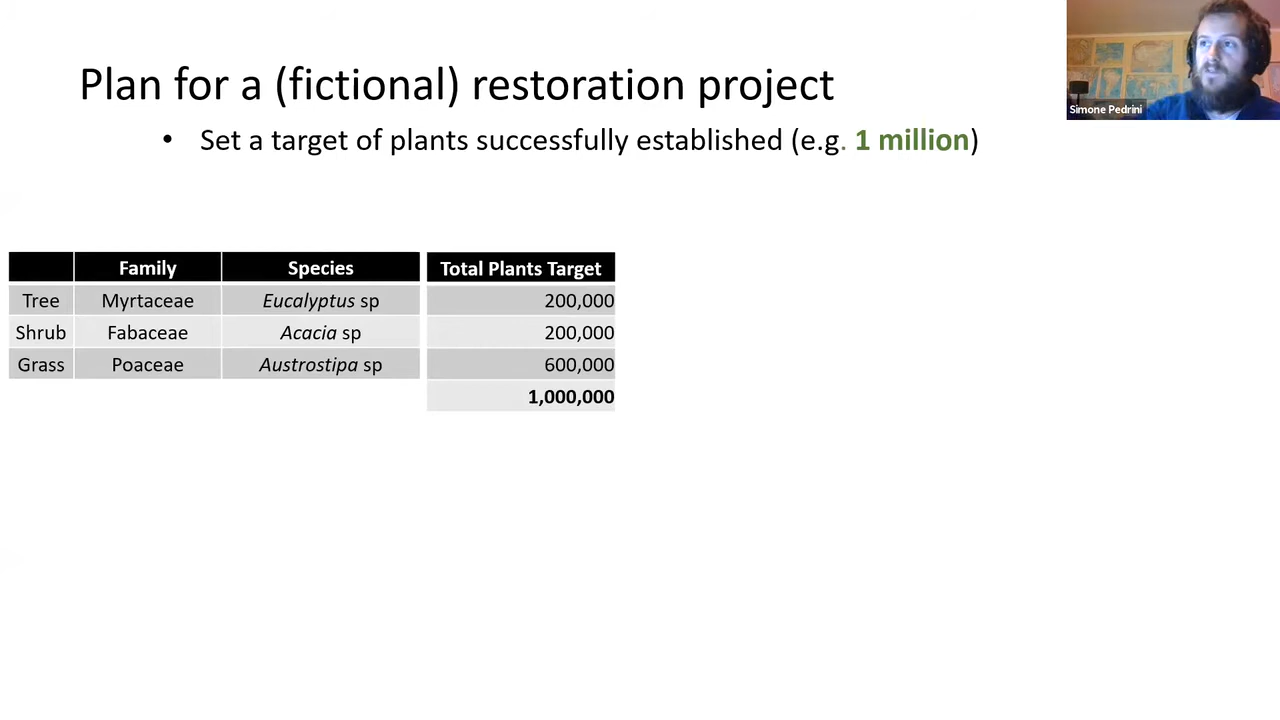 Simone Pedrini
Plan for a (fictional) restoration project
• Set a target of plants successfully established (e.g. 1 million)
Family Species Total Plants Target
Tree Myrtaceae Eucalyptus sp 200,000
Shrub Fabaceae Acacia sp 200,000
Grass Poaceae Austrostipa sp 600,000
1,000,000